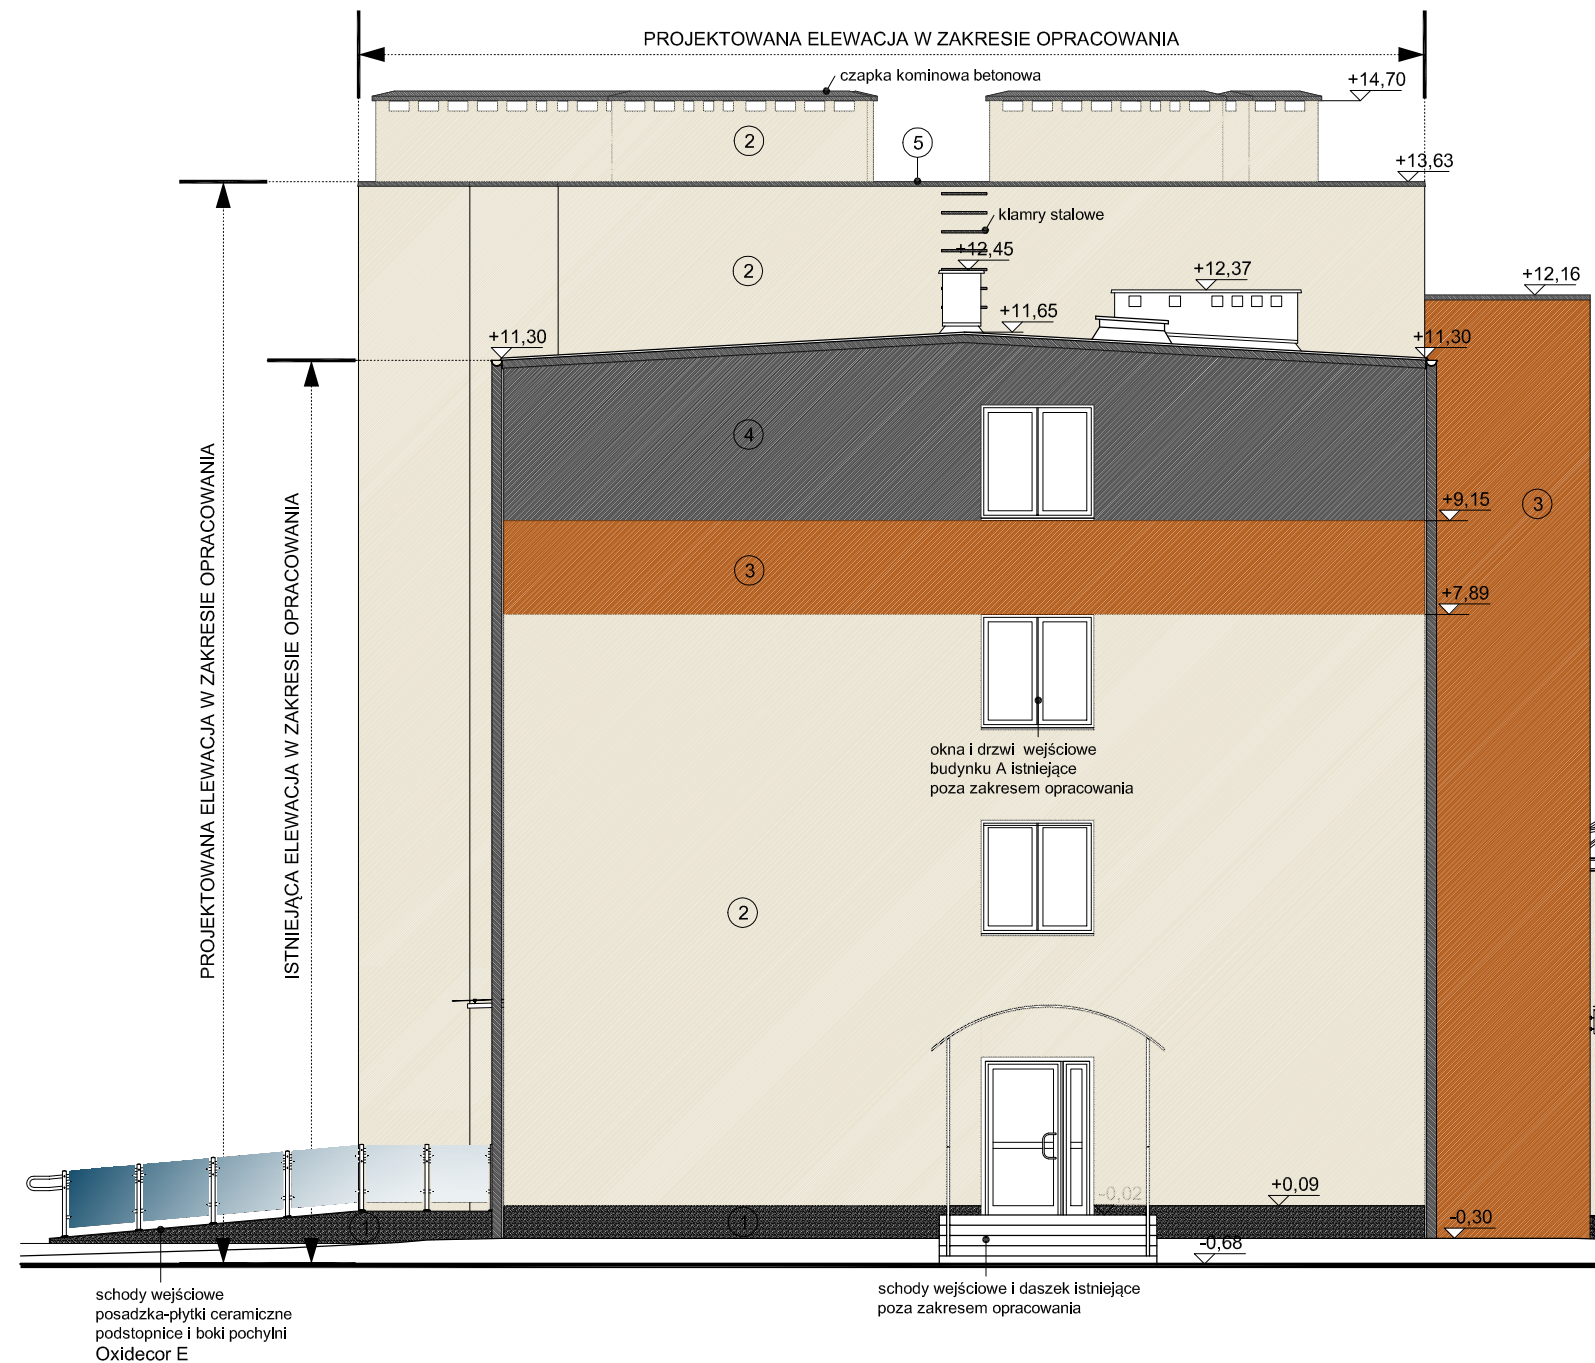 PROJEKTOWANA ELEWACJA W ZAKRESIE OPRACOWANIA
czapka kominowa betonowa
+14,70
2
5
+13,63
klamry stalowe
+12,45
2
+12,37
+12,16
+11,65
+11,30
+11,30
4
+9,15
3
3
+7,89
PROJEKTOWANA ELEWACJA W ZAKRESIE OPRACOWANIA
ISTNIEJĄCA ELEWACJA W ZAKRESIE OPRACOWANIA
okna i drzwi wejściowe
budynku A istniejące
poza zakresem opracowania
2
+0,09
-0,02
1
1
-0,30
-0,68
schody wejściowe
posadzka-płytki ceramiczne
podstopnice i boki pochylni
Oxidecor E
schody wejściowe i daszek istniejące
poza zakresem opracowania